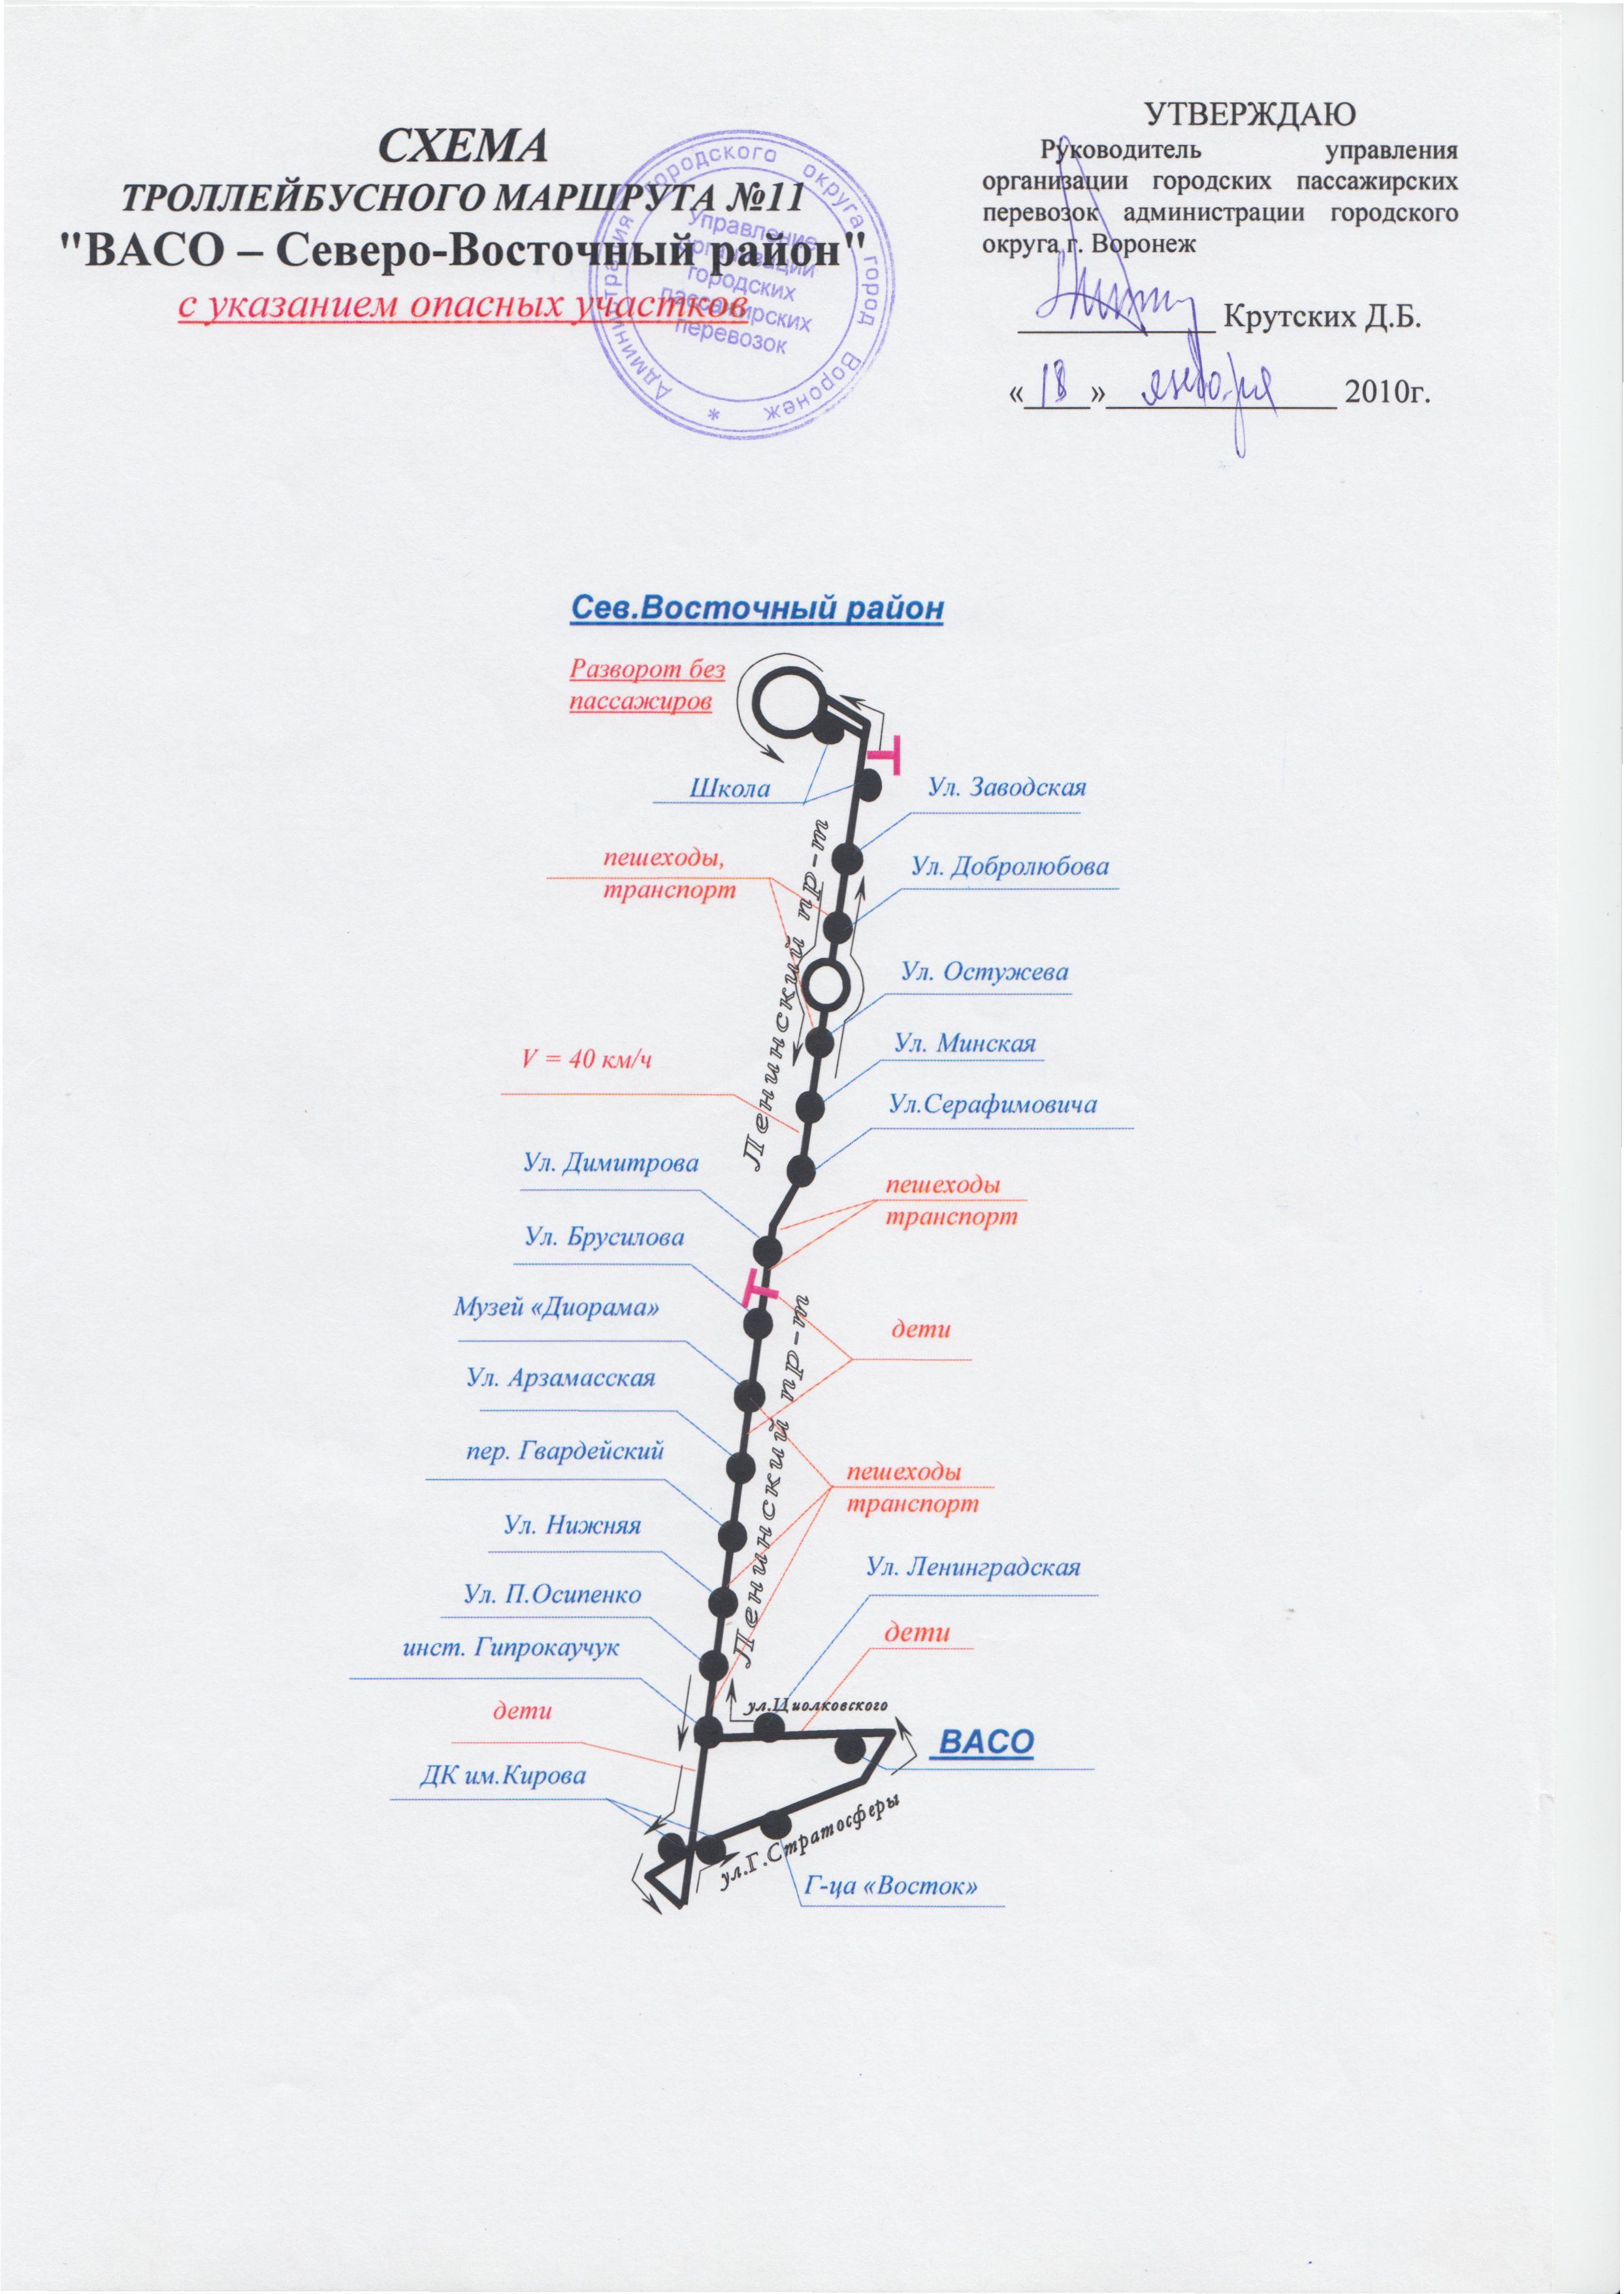 СХЕМА
ТРОЛЛЕЙБУСНОГО МАРШРУТА №11
"ВАСО – Северо-Восточный район"
с указанием опасных участков
Администрация городского округа город Воронеж *
Управление
организации
городских
пассажирских
перевозок
УТВЕРЖДАЮ
Руководитель управления
организации городских пассажирских
перевозок администрации городского
округа г. Воронеж
Крутских Д.Б.
«18» января 2010г.
Сев.Восточный район
Разворот без
пассажиров
Школа
Ул. Заводская
пешеходы,
транспорт
Ул. Добролюбова
Ленинский пр-т
Ул. Остужева
Ул. Минская
V = 40 км/ч
Ул.Серафимовича
Ул. Димитрова
пешеходы
транспорт
Ул. Брусилова
Музей «Диорама»
дети
Ленинский пр-т
Ул. Арзамасская
пер. Гвардейский
пешеходы
транспорт
Ул. Нижняя
Ул. Ленинградская
Ул. П.Осипенко
дети
инст. Гипрокаучук
ул.Циолковского
дети
ВАСО
ДК им.Кирова
ул.Г.Стратосферы
Г-ца «Восток»